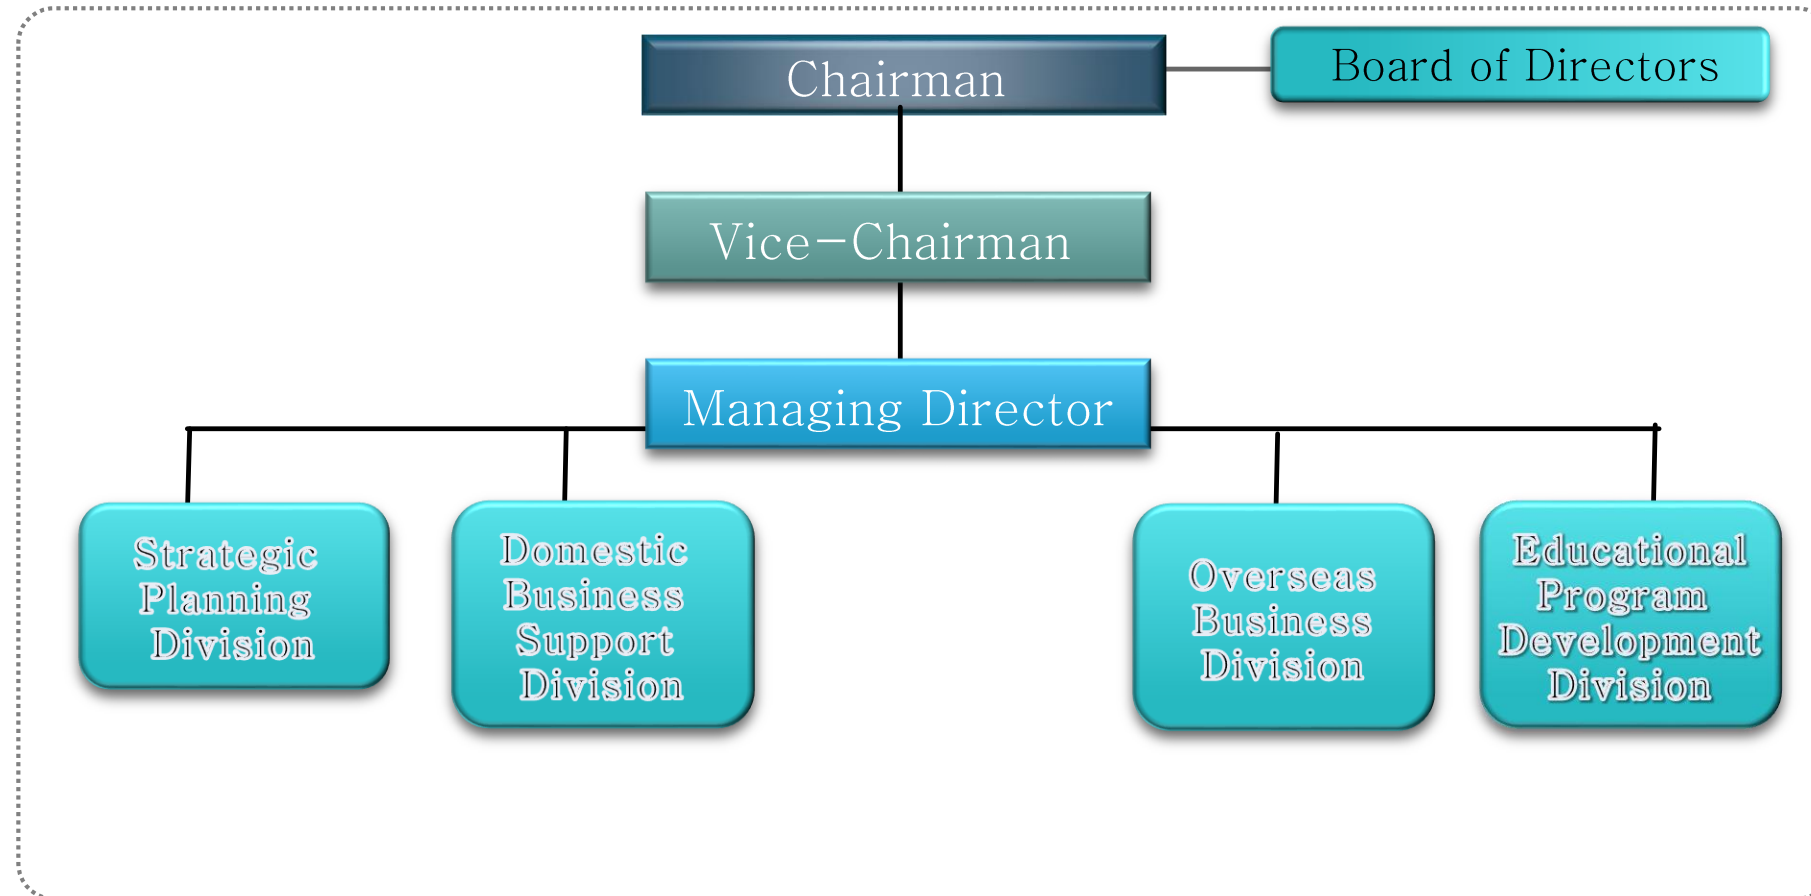 Chairman
Board of Directors
Vice-Chairman
Managing Director
Strategic
Planning
Division
Domestic
Business
Support
Division
Overseas
Business
Division
Educational
Program
Development
Division